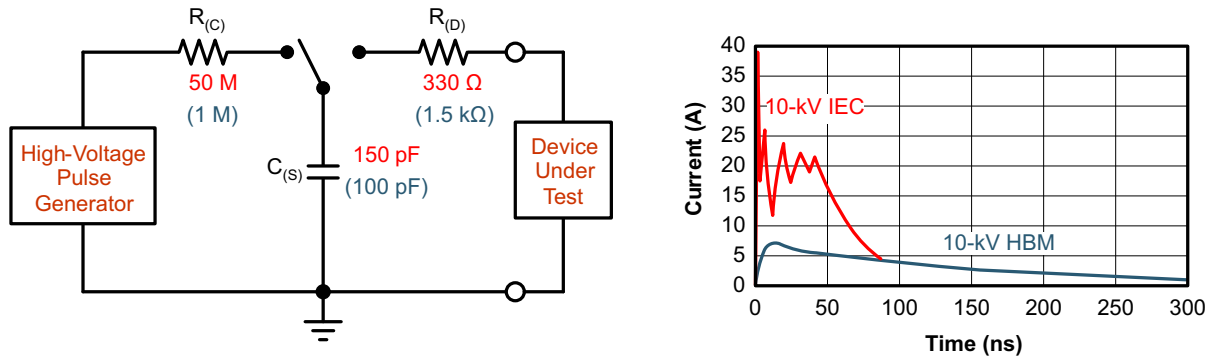 R(C)
50 M
(1 M)
R(D)
330 Ω
(1.5 kΩ)
High-Voltage
Pulse
Generator
C(S)
150 pF
(100 pF)
Device
Under
Test
Current (A)
40
35
30
25
20
15
10
5
0
10-kV IEC
10-kV HBM
0
50
100
150
200
250
300
Time (ns)